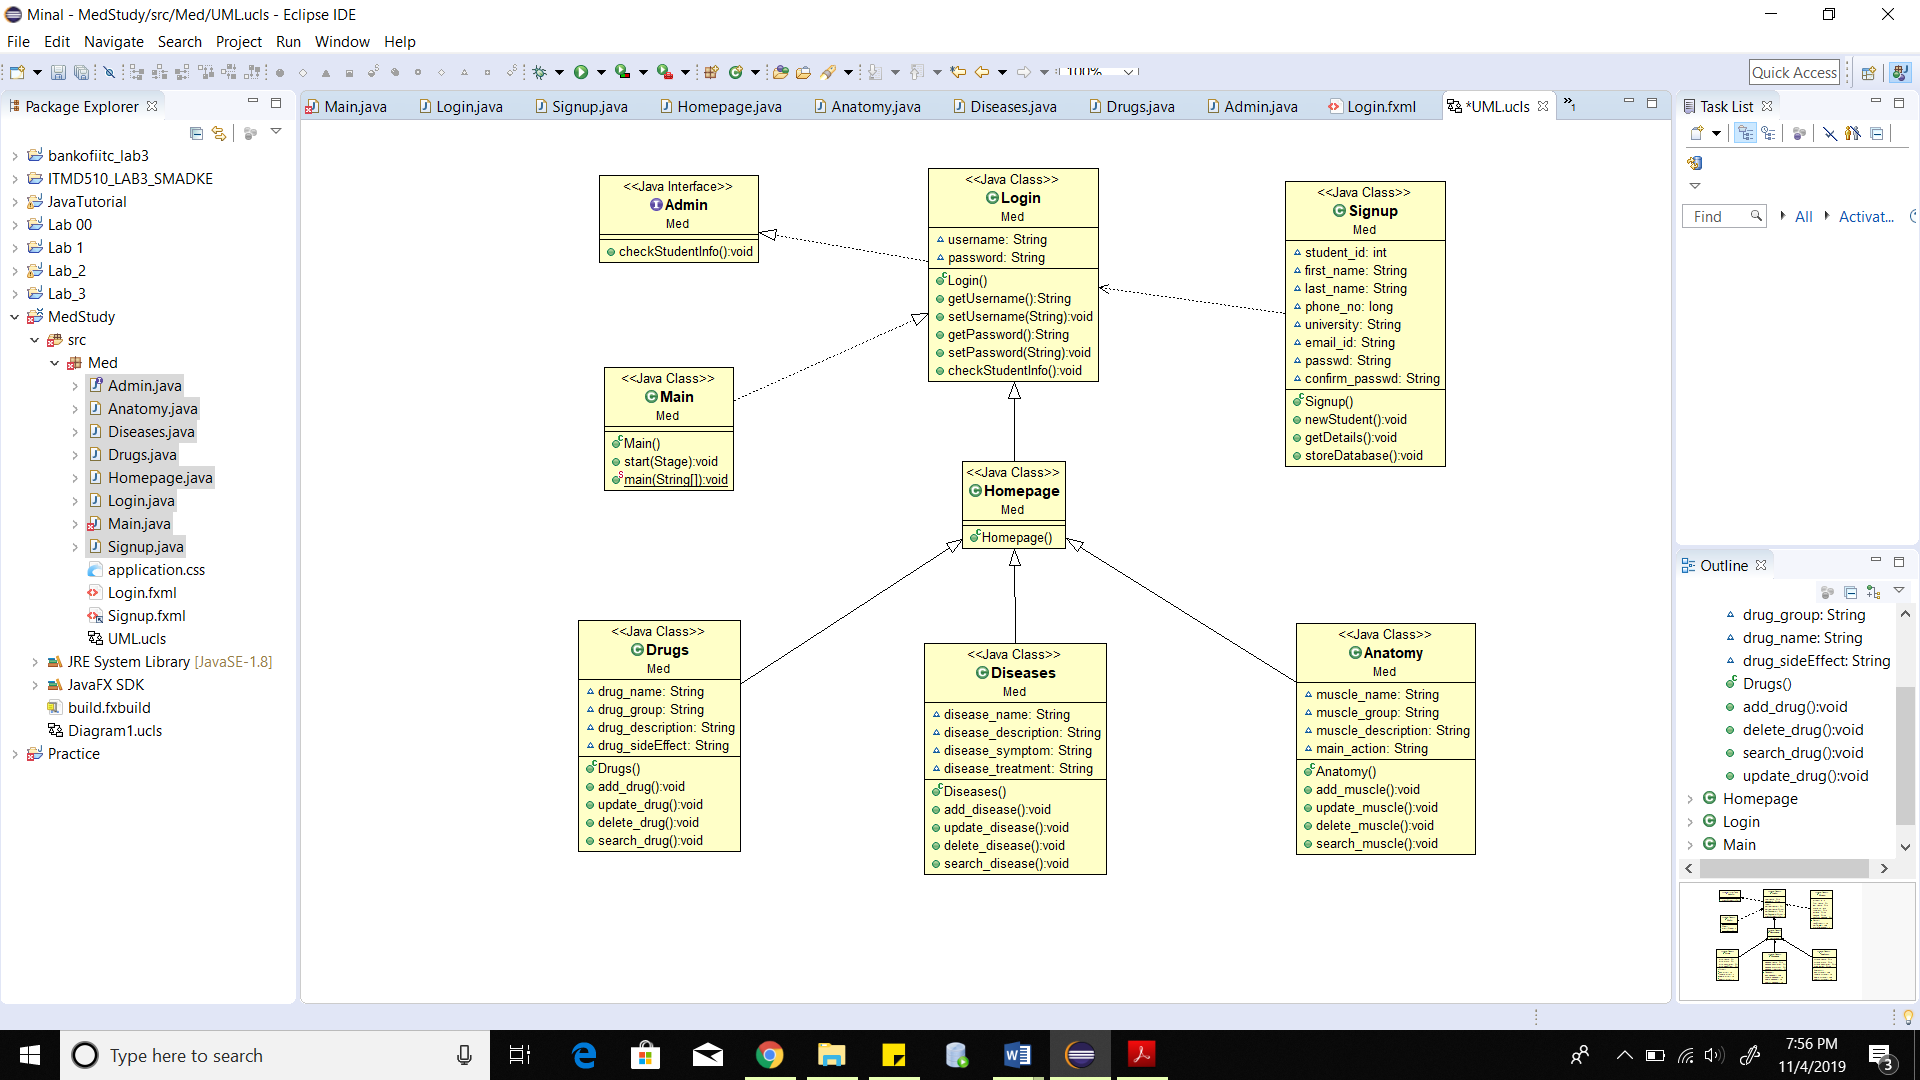 Minal - MedStudy/src/Med/UML.ucls - Eclipse IDE
File Edit Navigate Search Project Run Window Help
100%
Quick Access
Package Explorer
bankofiitc_lab3
ITMD510_LAB3_SMADKE
JavaTutorial
Lab 00
Lab 1
Lab_2
Lab_3
MedStudy
src
Med
Admin.java
Anatomy.java
Diseases.java
Drugs.java
Homepage.java
Login.java
Main.java
Signup.java
application.css
Login.fxml
Signup.fxml
UML.ucls
JRE System Library [JavaSE-1.8]
JavaFX SDK
build.fxbuild
Diagram1.ucls
Practice
Main.java Login.java Signup.java Homepage.java Anatomy.java Diseases.java Drugs.java Admin.java Login.fxml *UML.ucls »1
<<Java Interface>>
Admin
Med
checkStudentInfo():void
<<Java Class>>
Login
Med
username: String
password: String
Login()
getUsername():String
setUsername(String):void
getPassword():String
setPassword(String):void
checkStudentInfo():void
<<Java Class>>
Signup
Med
student_id: int
first_name: String
last_name: String
phone_no: long
university: String
email_id: String
passwd: String
confirm_passwd: String
Signup()
newStudent():void
getDetails():void
storeDatabase():void
<<Java Class>>
Main
Med
Main()
start(Stage):void
main(String[]):void
<<Java Class>>
Homepage
Med
Homepage()
<<Java Class>>
Drugs
Med
drug_name: String
drug_group: String
drug_description: String
drug_sideEffect: String
Drugs()
add_drug():void
update_drug():void
delete_drug():void
search_drug():void
<<Java Class>>
Diseases
Med
disease_name: String
disease_description: String
disease_symptom: String
disease_treatment: String
Diseases()
add_disease():void
update_disease():void
delete_disease():void
search_disease():void
<<Java Class>>
Anatomy
Med
muscle_name: String
muscle_group: String
muscle_description: String
main_action: String
Anatomy()
add_muscle():void
update_muscle():void
delete_muscle():void
search_muscle():void
Task List
Find All Activat...
Outline
drug_group: String
drug_name: String
drug_sideEffect: String
Drugs()
add_drug():void
delete_drug():void
search_drug():void
update_drug():void
Homepage
Login
Main
Type here to search
7:56 PM
11/4/2019
3